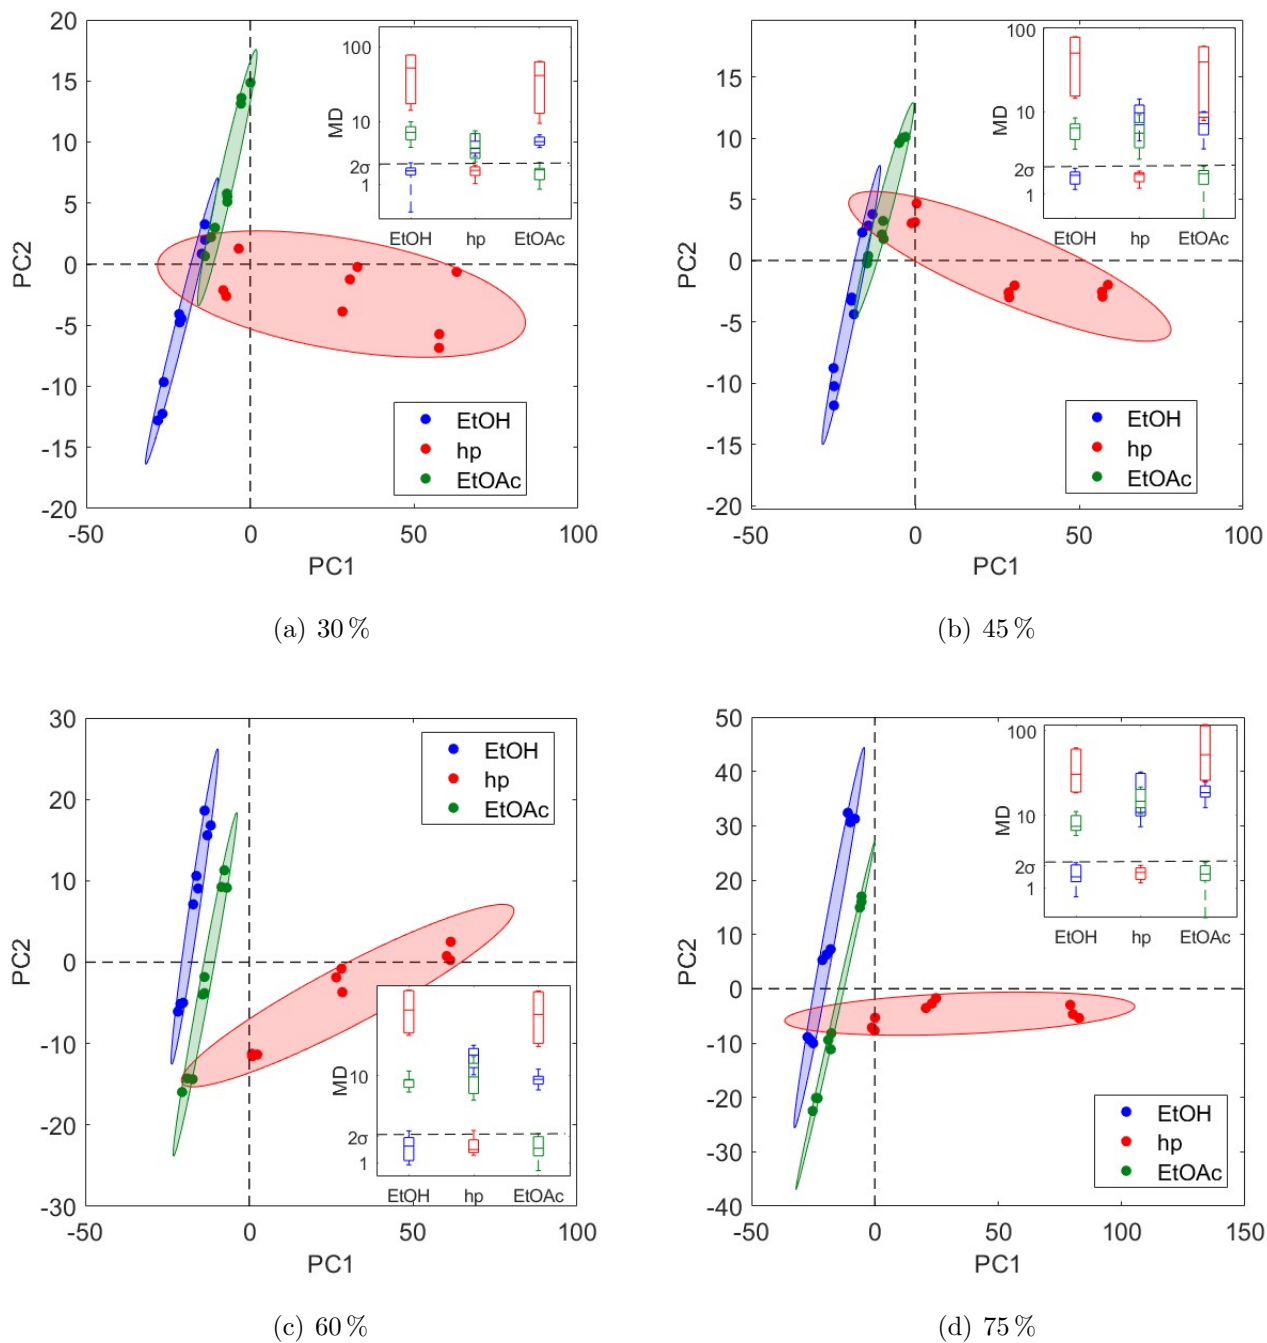 20
15
10
5
0
-5
-10
-15
-20
PC2
-50 0 50 100
PC1
MD
100
10
2σ
1
EtOH hp EtOAc
EtOH
hp
EtOAc
(a) 30 %
15
10
5
0
-5
-10
-15
-20
PC2
-50 0 50 100
PC1
MD
100
10
2σ
1
EtOH hp EtOAc
EtOH
hp
EtOAc
(b) 45 %
30
20
10
0
-10
-20
-30
PC2
-50 0 50 100
PC1
EtOH
hp
EtOAc
MD
10
2σ
1
EtOH hp EtOAc
(c) 60 %
50
40
30
20
10
0
-10
-20
-30
-40
PC2
-50 0 50 100 150
PC1
MD
100
10
2σ
1
EtOH hp EtOAc
EtOH
hp
EtOAc
(d) 75 %